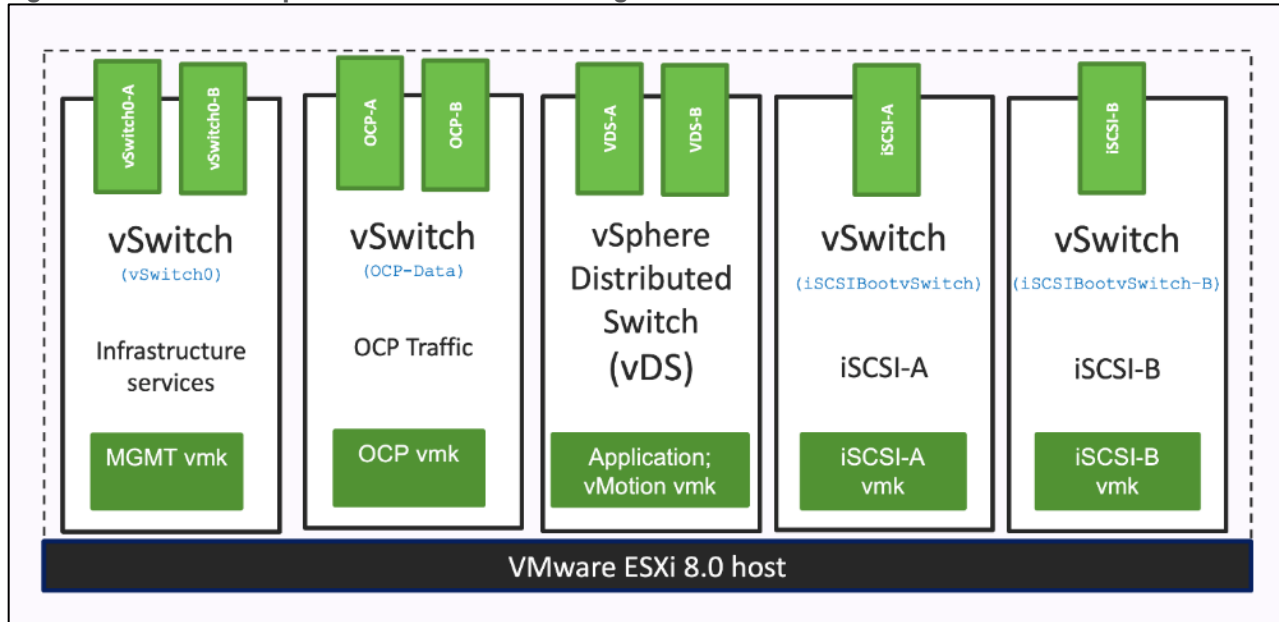 vSwitch0-A
vSwitch0-B
vSwitch
(vSwitch0)
Infrastructure
services
MGMT vmk
OCP-A
OCP-B
vSwitch
(OCP-Data)
OCP Traffic
OCP vmk
VDS-A
VDS-B
vSphere
Distributed
Switch
(vDS)
Application;
vMotion vmk
iSCSI-A
vSwitch
(iSCSIBootvSwitch)
iSCSI-A
iSCSI-A
vmk
iSCSI-B
vSwitch
(iSCSIBootvSwitch-B)
iSCSI-B
iSCSI-B
vmk
VMware ESXi 8.0 host